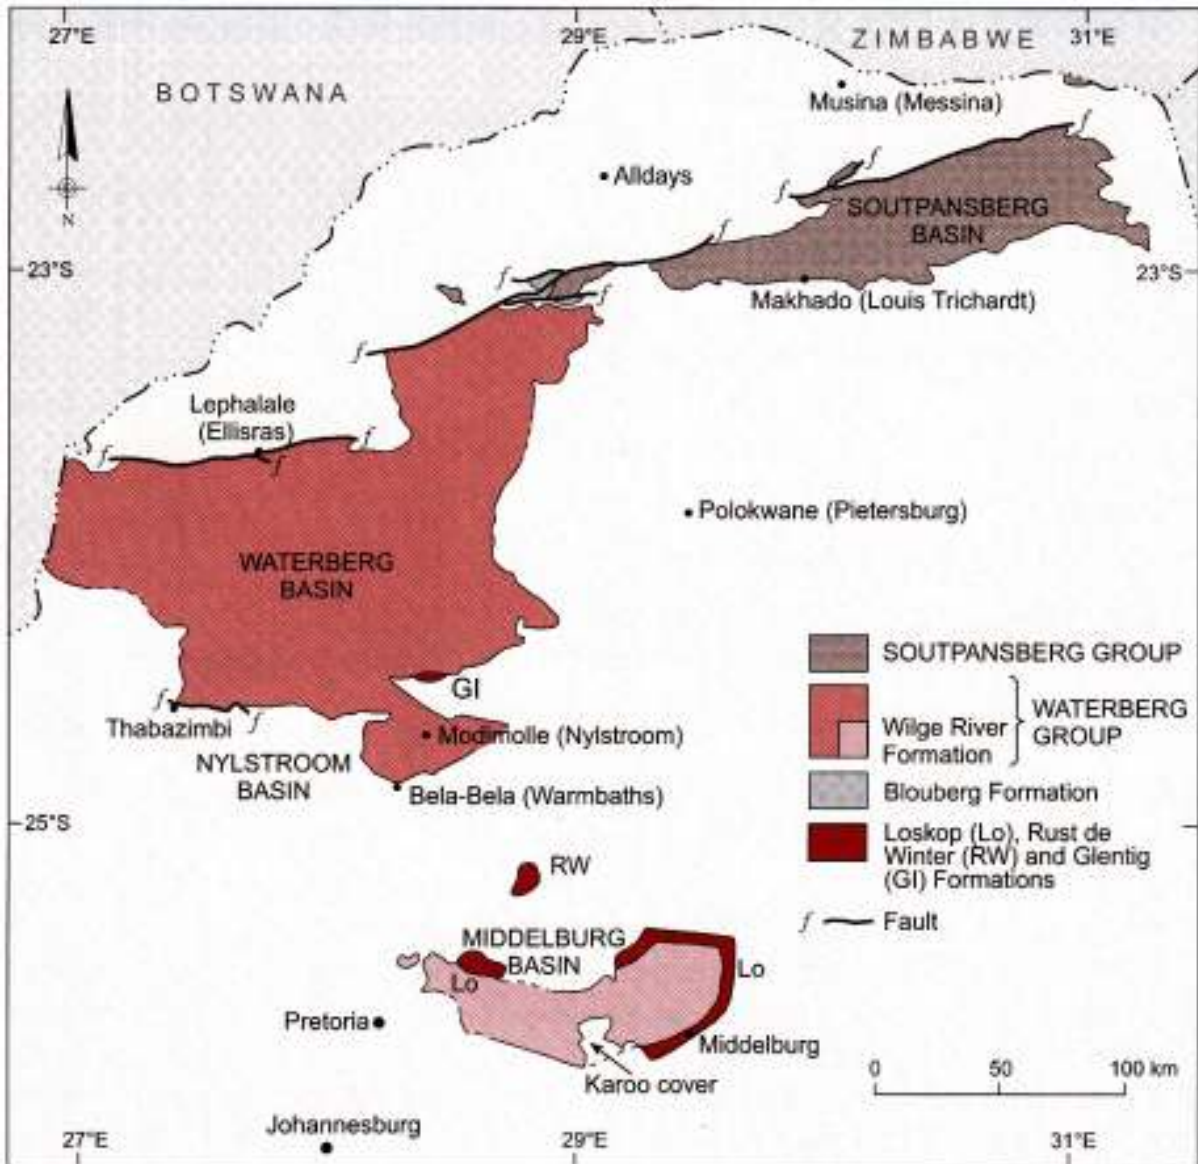 27°E
29°E
31°E
ZIMBABWE
BOTSWANA
Musina (Messina)
N
Alldays
f
f
f
SOUTPANSBERG
BASIN
f
23°S
23°S
f
f
Makhado (Louis Trichardt)
f
Lephalale
(Ellisras)
f
f
f
Polokwane (Pietersburg)
WATERBERG
BASIN
SOUTPANSBERG GROUP
GI
f
f
Thabazimbi
Modimolle (Nylstroom)
Wilge River
Formation
WATERBERG
GROUP
NYLSTROOM
BASIN
Bela-Bela (Warmbaths)
Blouberg Formation
25°S
Loskop (Lo), Rust de
Winter (RW) and Glentig
(GI) Formations
RW
f
Fault
MIDDELBURG
BASIN
Lo
Lo
Pretoria
Middelburg
Karoo cover
0
50
100 km
Johannesburg
27°E
29°E
31°E